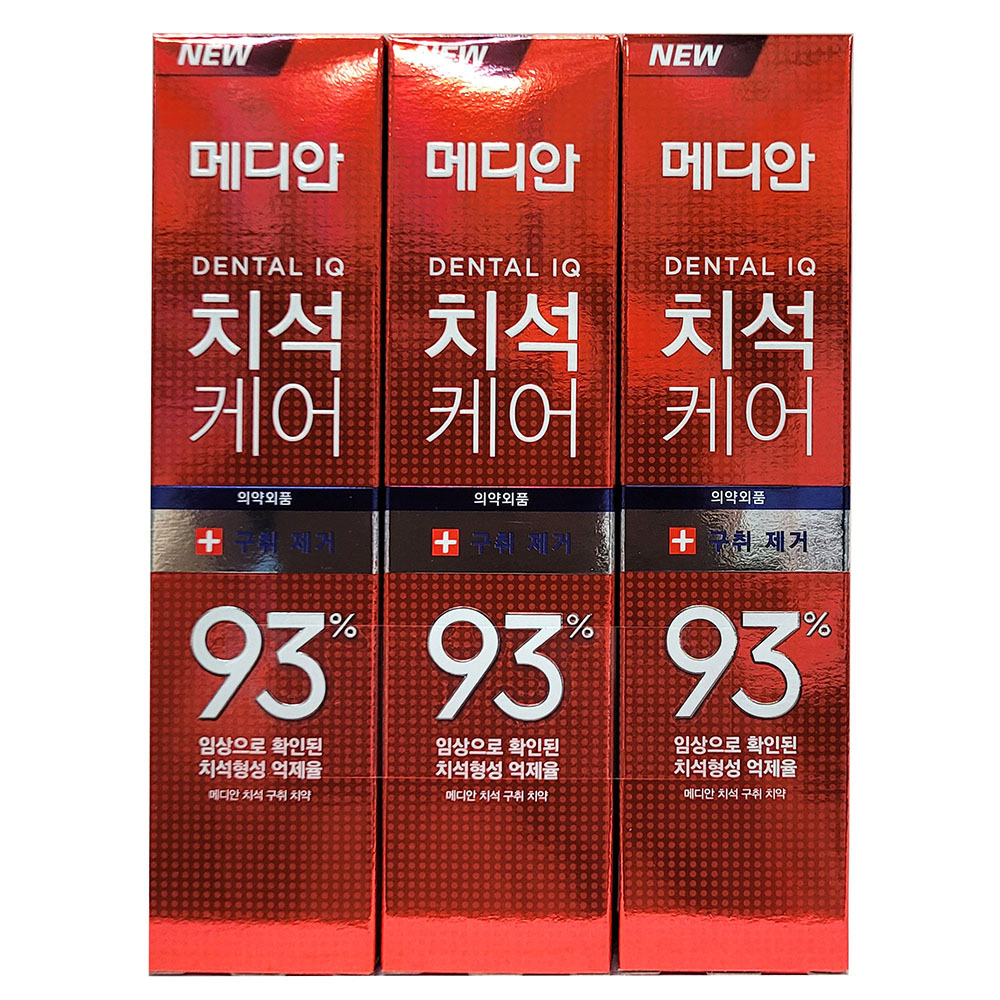 NEW
메디안
DENTAL IQ
치석
케어
의약외품
구취 제거
93%
임상으로 확인된
치석형성 억제율
메디안 치석 구취 치약
NEW
메디안
DENTAL IQ
치석
케어
의약외품
구취 제거
93%
임상으로 확인된
치석형성 억제율
메디안 치석 구취 치약
NEW
메디안
DENTAL IQ
치석
케어
의약외품
구취 제거
93%
임상으로 확인된
치석형성 억제율
메디안 치석 구취 치약